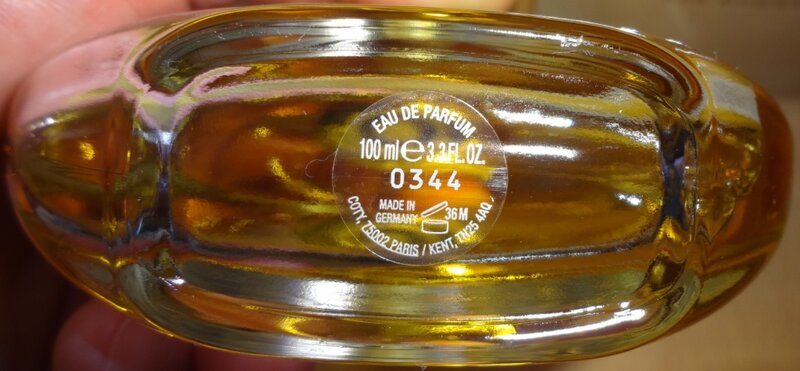 EAU DE PARFUM
100 ml e 3.3 FL.OZ.
0344
MADE IN
GERMANY
36M
COTY, 75002 PARIS / KENT, TN25 4AQ,